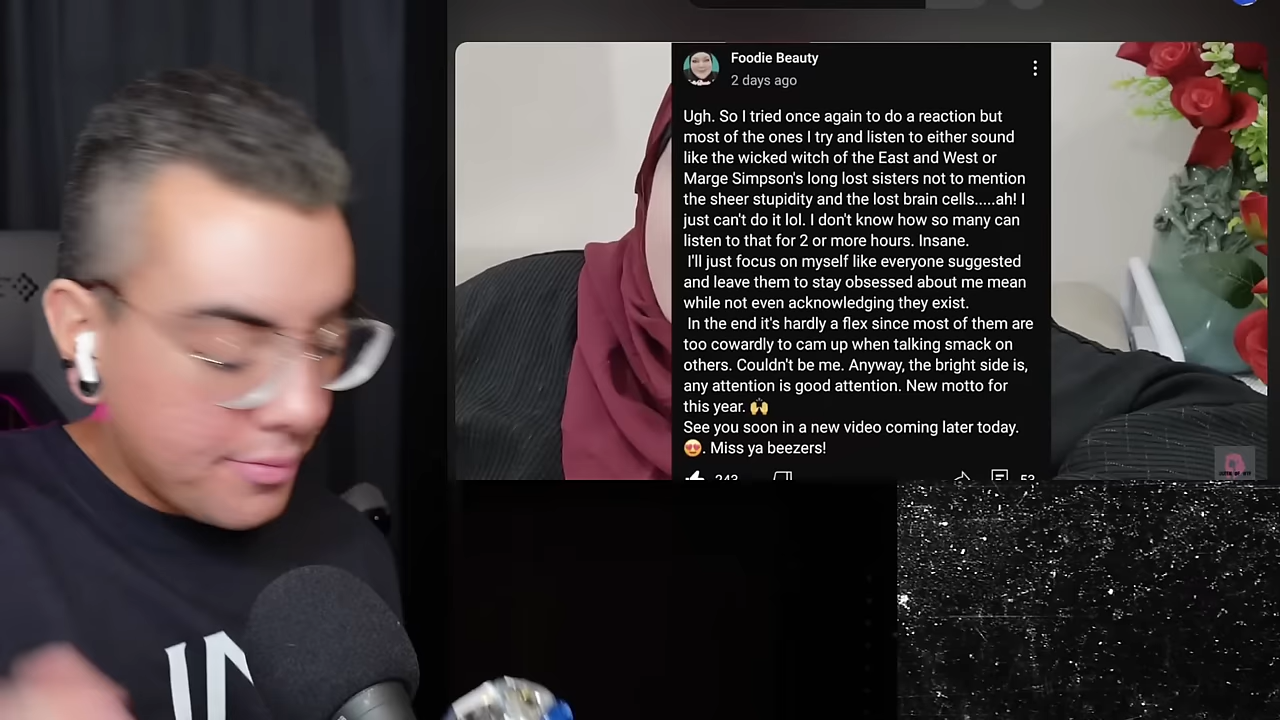 Foodie Beauty
2 days ago
Ugh. So I tried once again to do a reaction but
most of the ones I try and listen to either sound
like the wicked witch of the East and West or
Marge Simpson's long lost sisters not to mention
the sheer stupidity and the lost brain cells.....ah! I
just can't do it lol. I don't know how so many can
listen to that for 2 or more hours. Insane.
I'll just focus on myself like everyone suggested
and leave them to stay obsessed about me mean
while not even acknowledging they exist.
In the end it's hardly a flex since most of them are
too cowardly to cam up when talking smack on
others. Couldn't be me. Anyway, the bright side is,
any attention is good attention. New motto for
this year. 🙌
See you soon in a new video coming later today.
😍. Miss ya beezers!
243 53